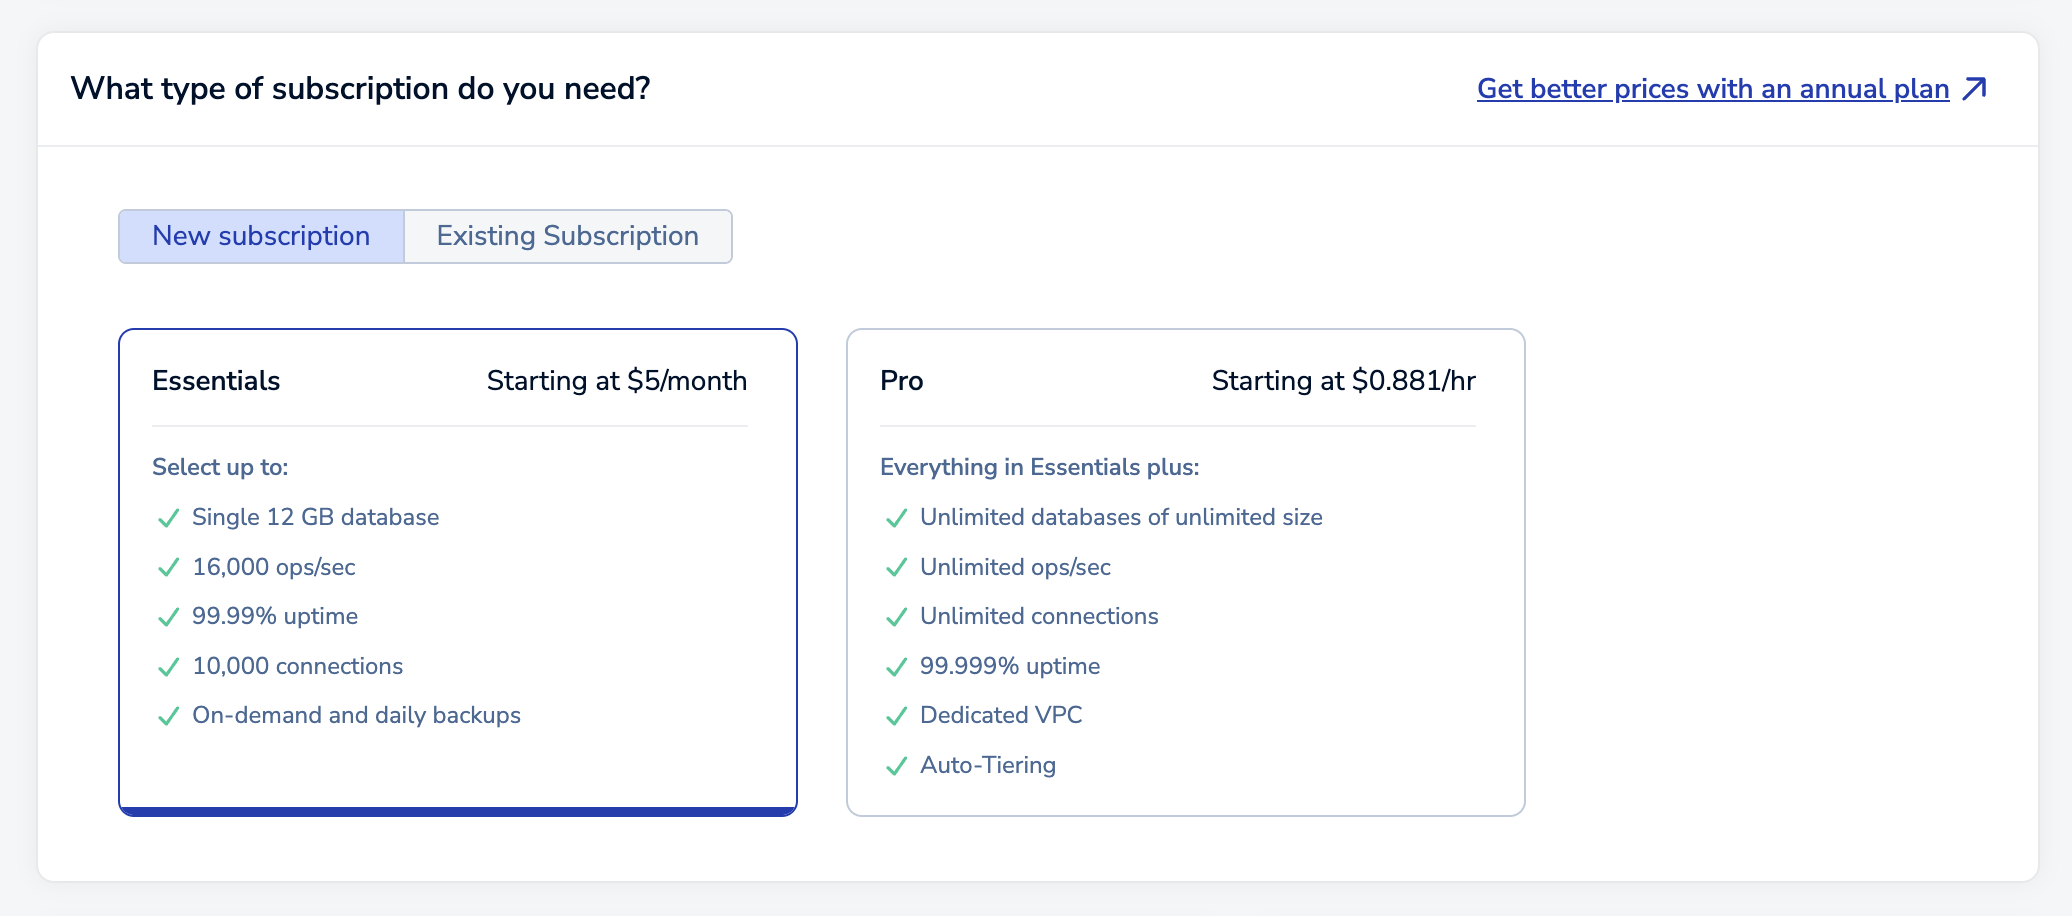 What type of subscription do you need?
Get better prices with an annual plan
New subscription
Existing Subscription
Essentials
Starting at $5/month
Select up to:
Single 12 GB database
16,000 ops/sec
99.99% uptime
10,000 connections
On-demand and daily backups
Pro
Starting at $0.881/hr
Everything in Essentials plus:
Unlimited databases of unlimited size
Unlimited ops/sec
Unlimited connections
99.999% uptime
Dedicated VPC
Auto-Tiering